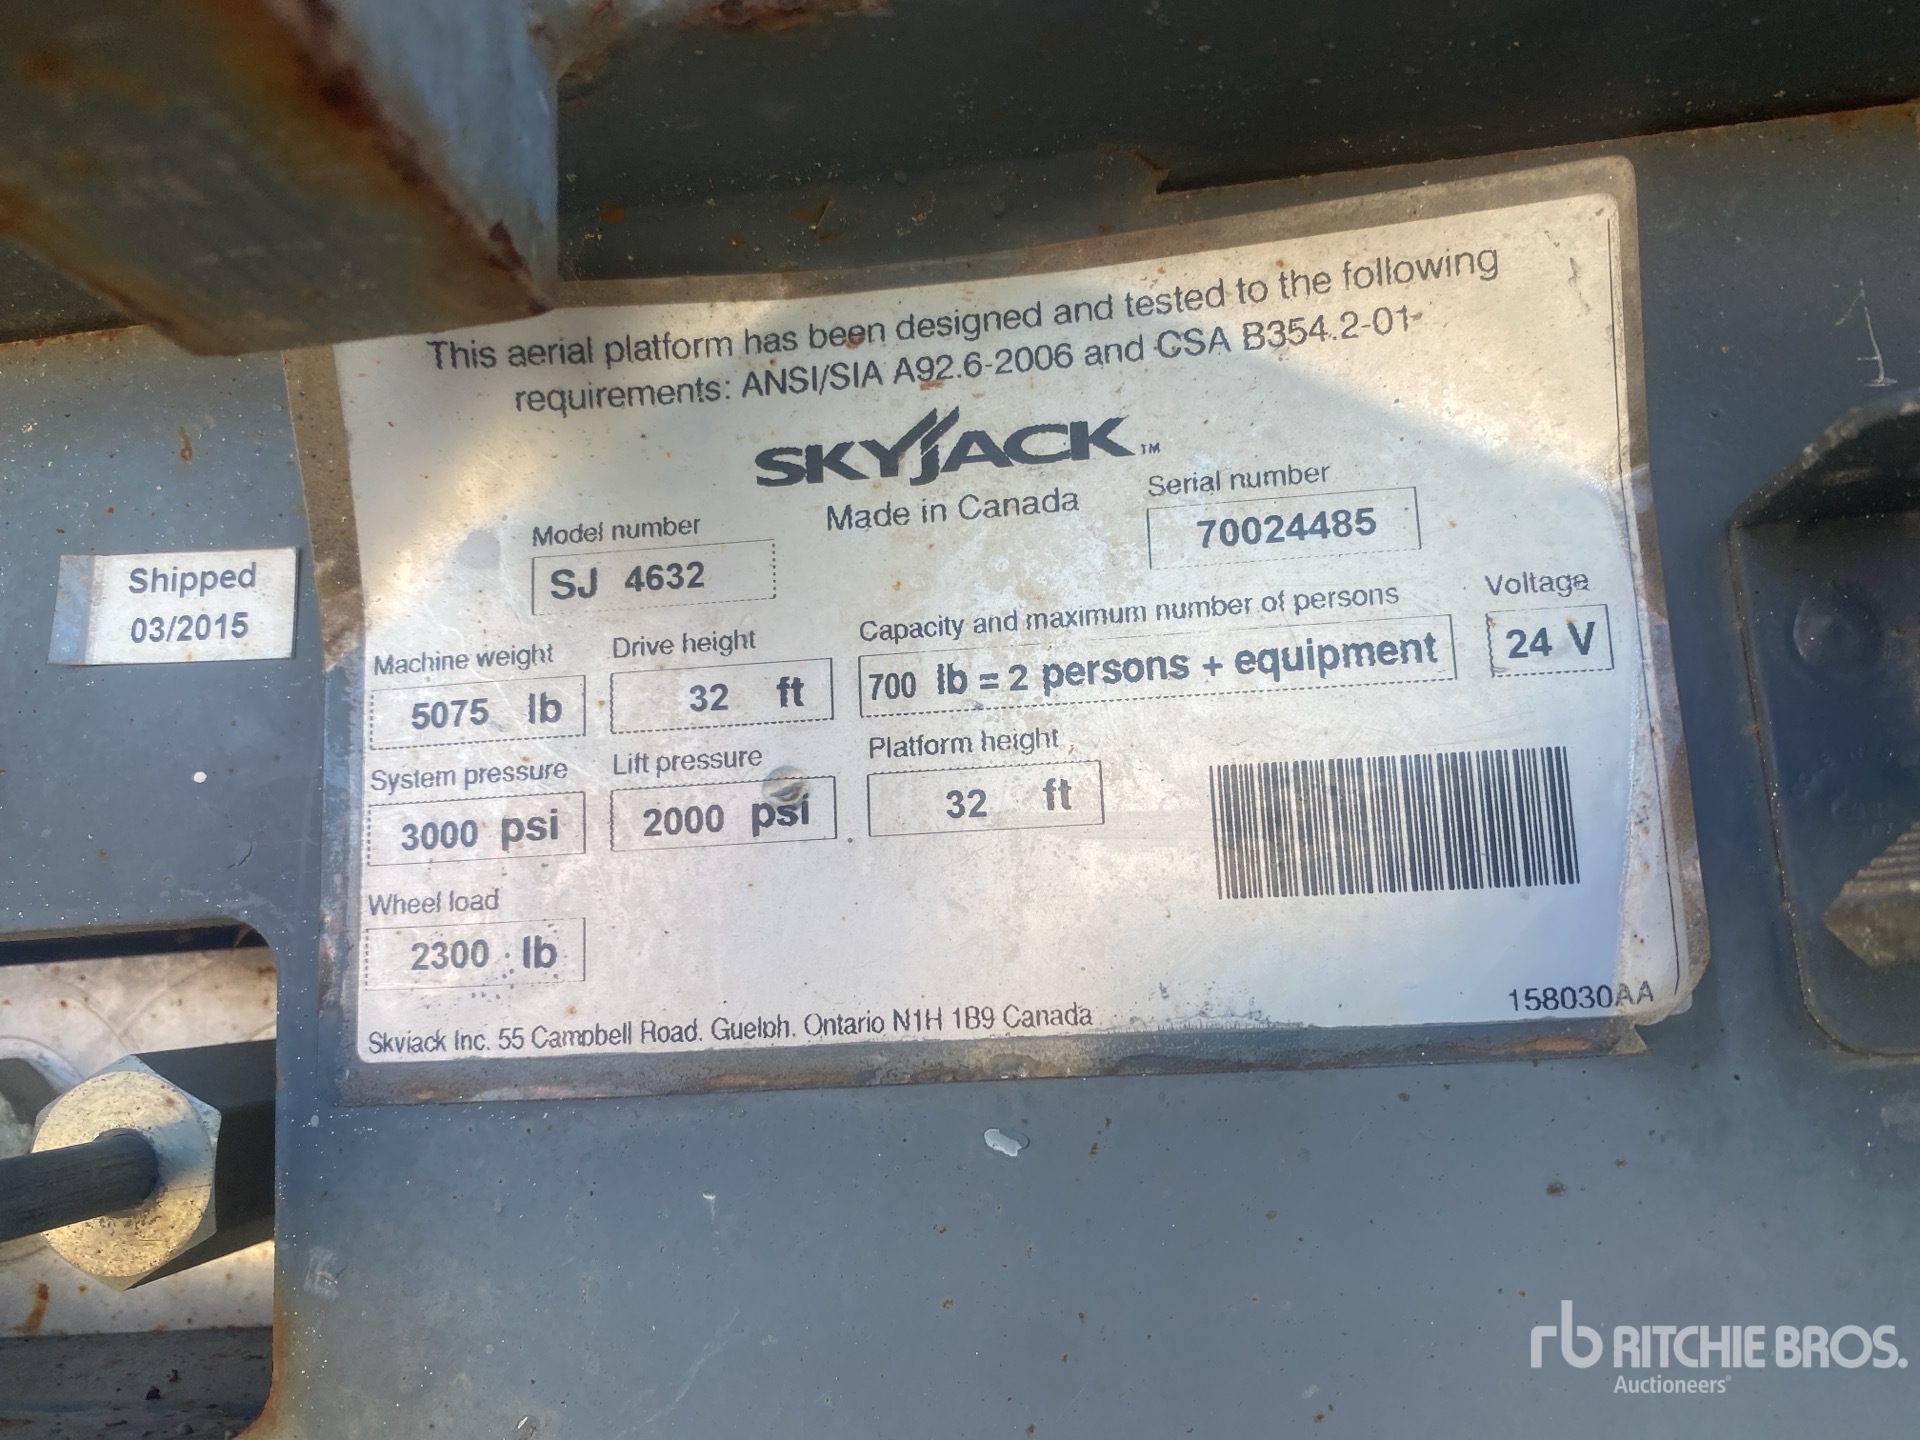 This aerial platform has been designed and tested to the following
requirements: ANSI/SIA A92.6-2006 and CSA B354.2-01
SKYJACK™
Made in Canada
Model number
SJ 4632
Serial number
70024485
Shipped
03/2015
Machine weight
5075 lb
Drive height
32 ft
Capacity and maximum number of persons
700 lb = 2 persons + equipment
Voltage
24 V
System pressure
3000 psi
Lift pressure
2000 psi
Platform height
32 ft
Wheel load
2300 lb
Skyjack Inc. 55 Campbell Road, Guelph, Ontario N1H 1B9 Canada
158030AA
rb RITCHIE BROS.
Auctioneers